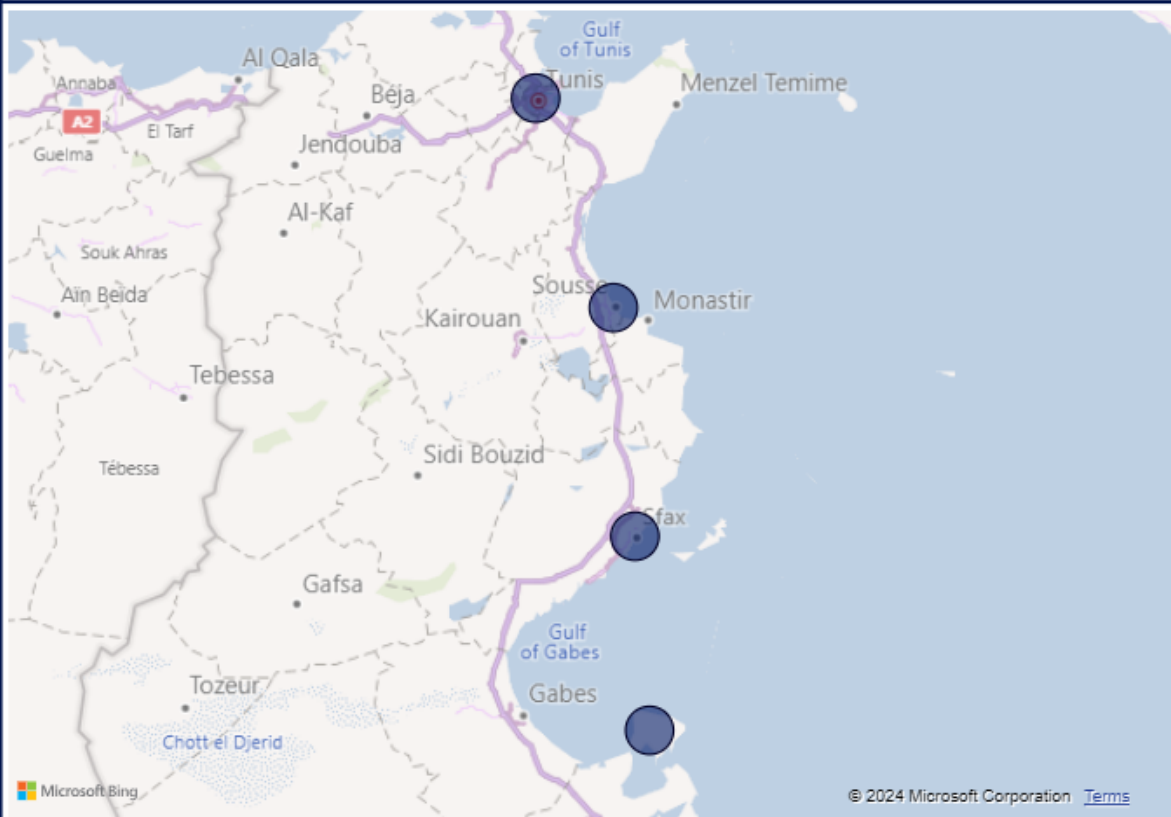 Gulf
of Tunis
Al Qala
Tunis
Annaba
Menzel Temime
Béja
A2
El Tarf
Jendouba
Guelma
Al-Kaf
Souk Ahras
Sousse
Aïn Beïda
Monastir
Kairouan
Tebessa
Sidi Bouzid
Tébessa
Sfax
Gafsa
Gulf
of Gabes
Tozeur
Gabes
Chott el Djerid
Microsoft Bing
© 2024 Microsoft Corporation Terms